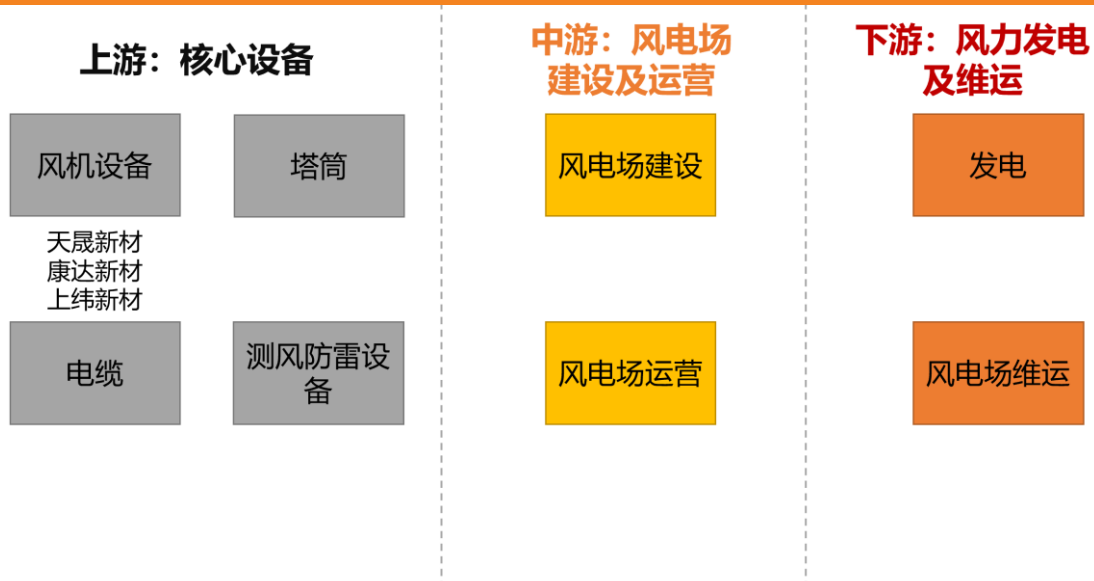 上游：核心设备
中游：风电场
建设及运营
下游：风力发电
及维运
风机设备
塔筒
风电场建设
发电
天晟新材
康达新材
上纬新材
电缆
测风防雷设
备
风电场运营
风电场维运